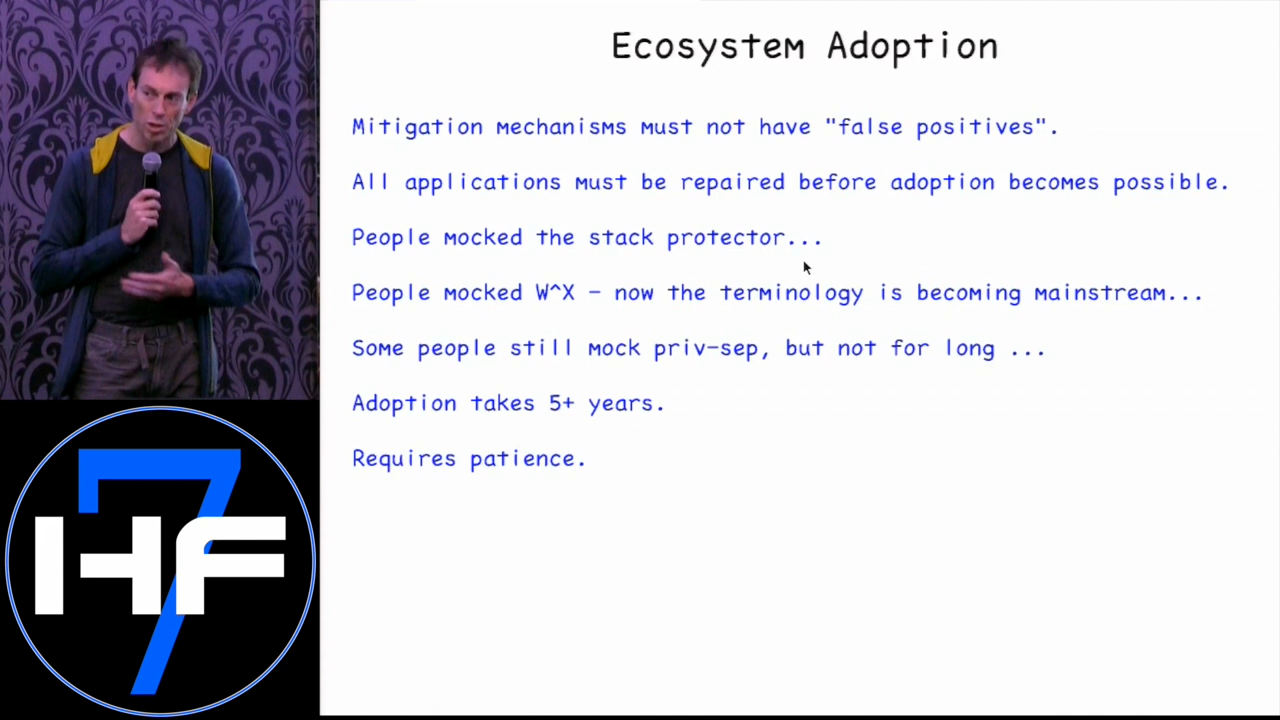 Ecosystem Adoption
Mitigation mechanisms must not have "false positives".
All applications must be repaired before adoption becomes possible.
People mocked the stack protector...
People mocked W^X - now the terminology is becoming mainstream...
Some people still mock priv-sep, but not for long ...
Adoption takes 5+ years.
Requires patience.
7
HF